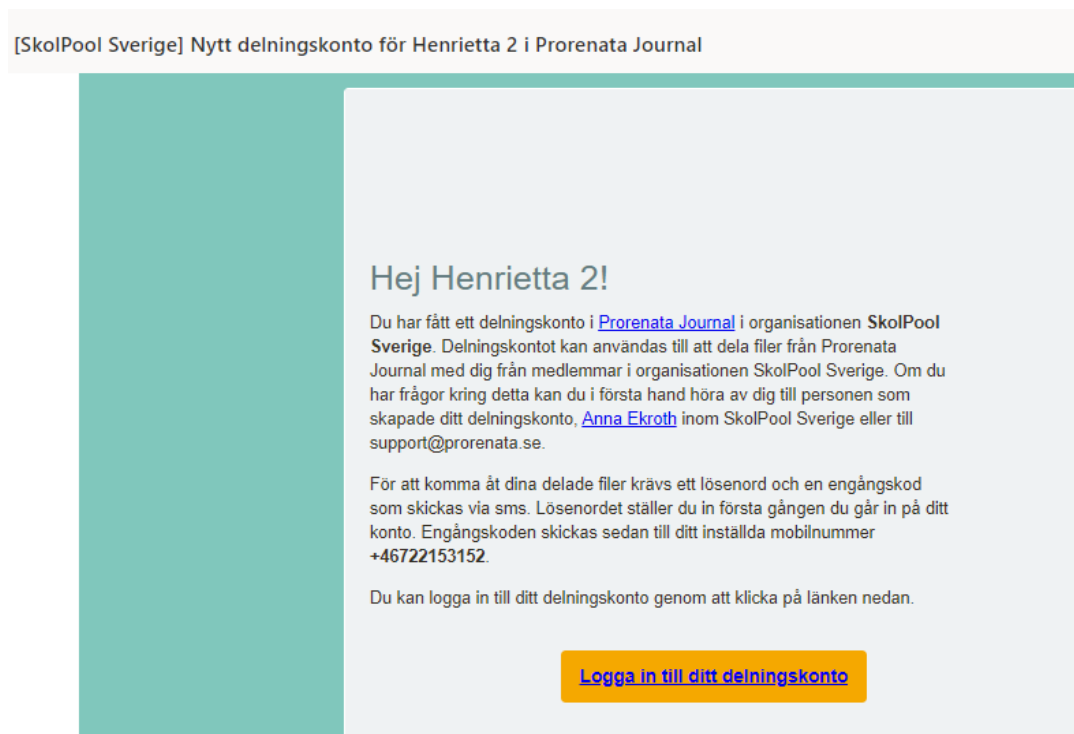 [SkolPool Sverige] Nytt delningskonto för Henrietta 2 i Prorenata Journal
Hej Henrietta 2!
Du har fått ett delningskonto i Prorenata Journal i organisationen SkolPool
Sverige. Delningskontot kan användas till att dela filer från Prorenata
Journal med dig från medlemmar i organisationen SkolPool Sverige. Om du
har frågor kring detta kan du i första hand höra av dig till personen som
skapade ditt delningskonto, Anna Ekroth inom SkolPool Sverige eller till
support@prorenata.se.
För att komma åt dina delade filer krävs ett lösenord och en engångskod
som skickas via sms. Lösenordet ställer du in första gången du går in på ditt
konto. Engångskoden skickas sedan till ditt inställda mobilnummer
+46722153152.
Du kan logga in till ditt delningskonto genom att klicka på länken nedan.
Logga in till ditt delningskonto